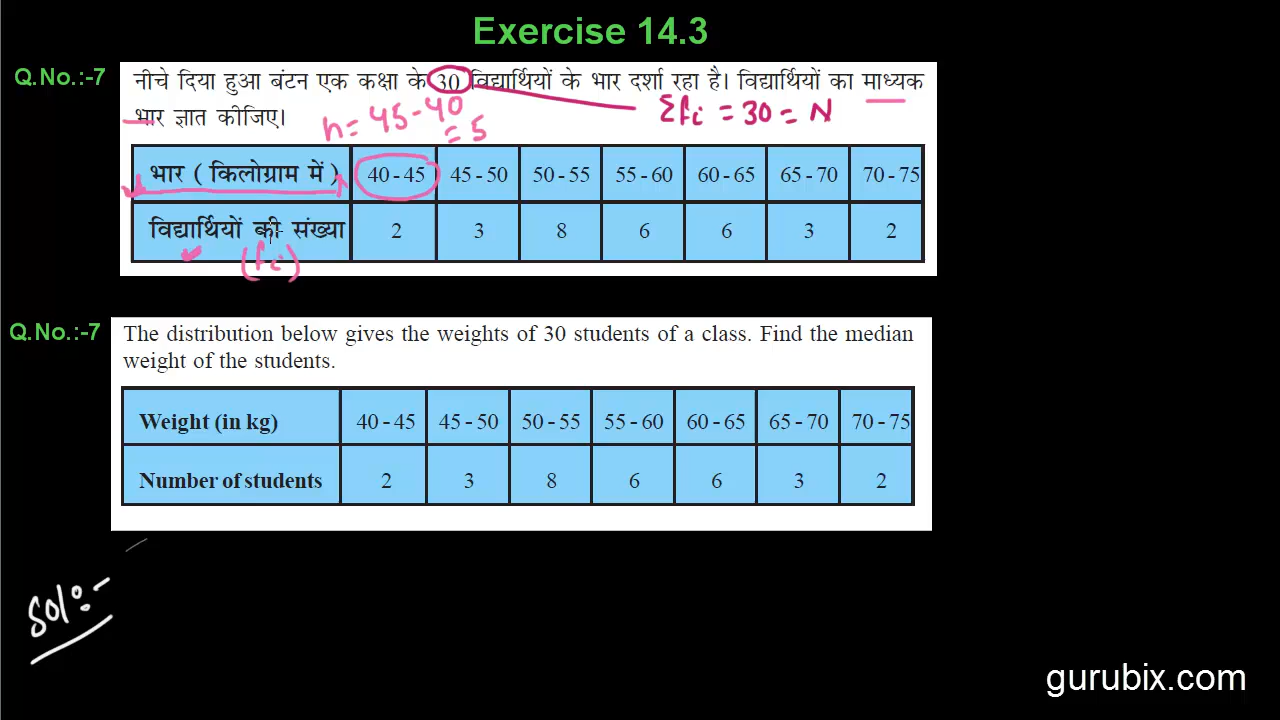 Exercise 14.3
Q.No.:-7
नीचे दिया हुआ बंटन एक कक्षा के 30 विद्यार्थियों के भार दर्शा रहा है। विद्यार्थियों का माध्यक
भार ज्ञात कीजिए।
h = 45 - 40
= 5
Σfi = 30 = N
भार ( किलोग्राम में ) 40 - 45 45 - 50 50 - 55 55 - 60 60 - 65 65 - 70 70 - 75
विद्यार्थियों की संख्या 2 3 8 6 6 3 2
(fi)
Q.No.:-7
The distribution below gives the weights of 30 students of a class. Find the median
weight of the students.
Weight (in kg) 40 - 45 45 - 50 50 - 55 55 - 60 60 - 65 65 - 70 70 - 75
Number of students 2 3 8 6 6 3 2
Sol:-
gurubix.com